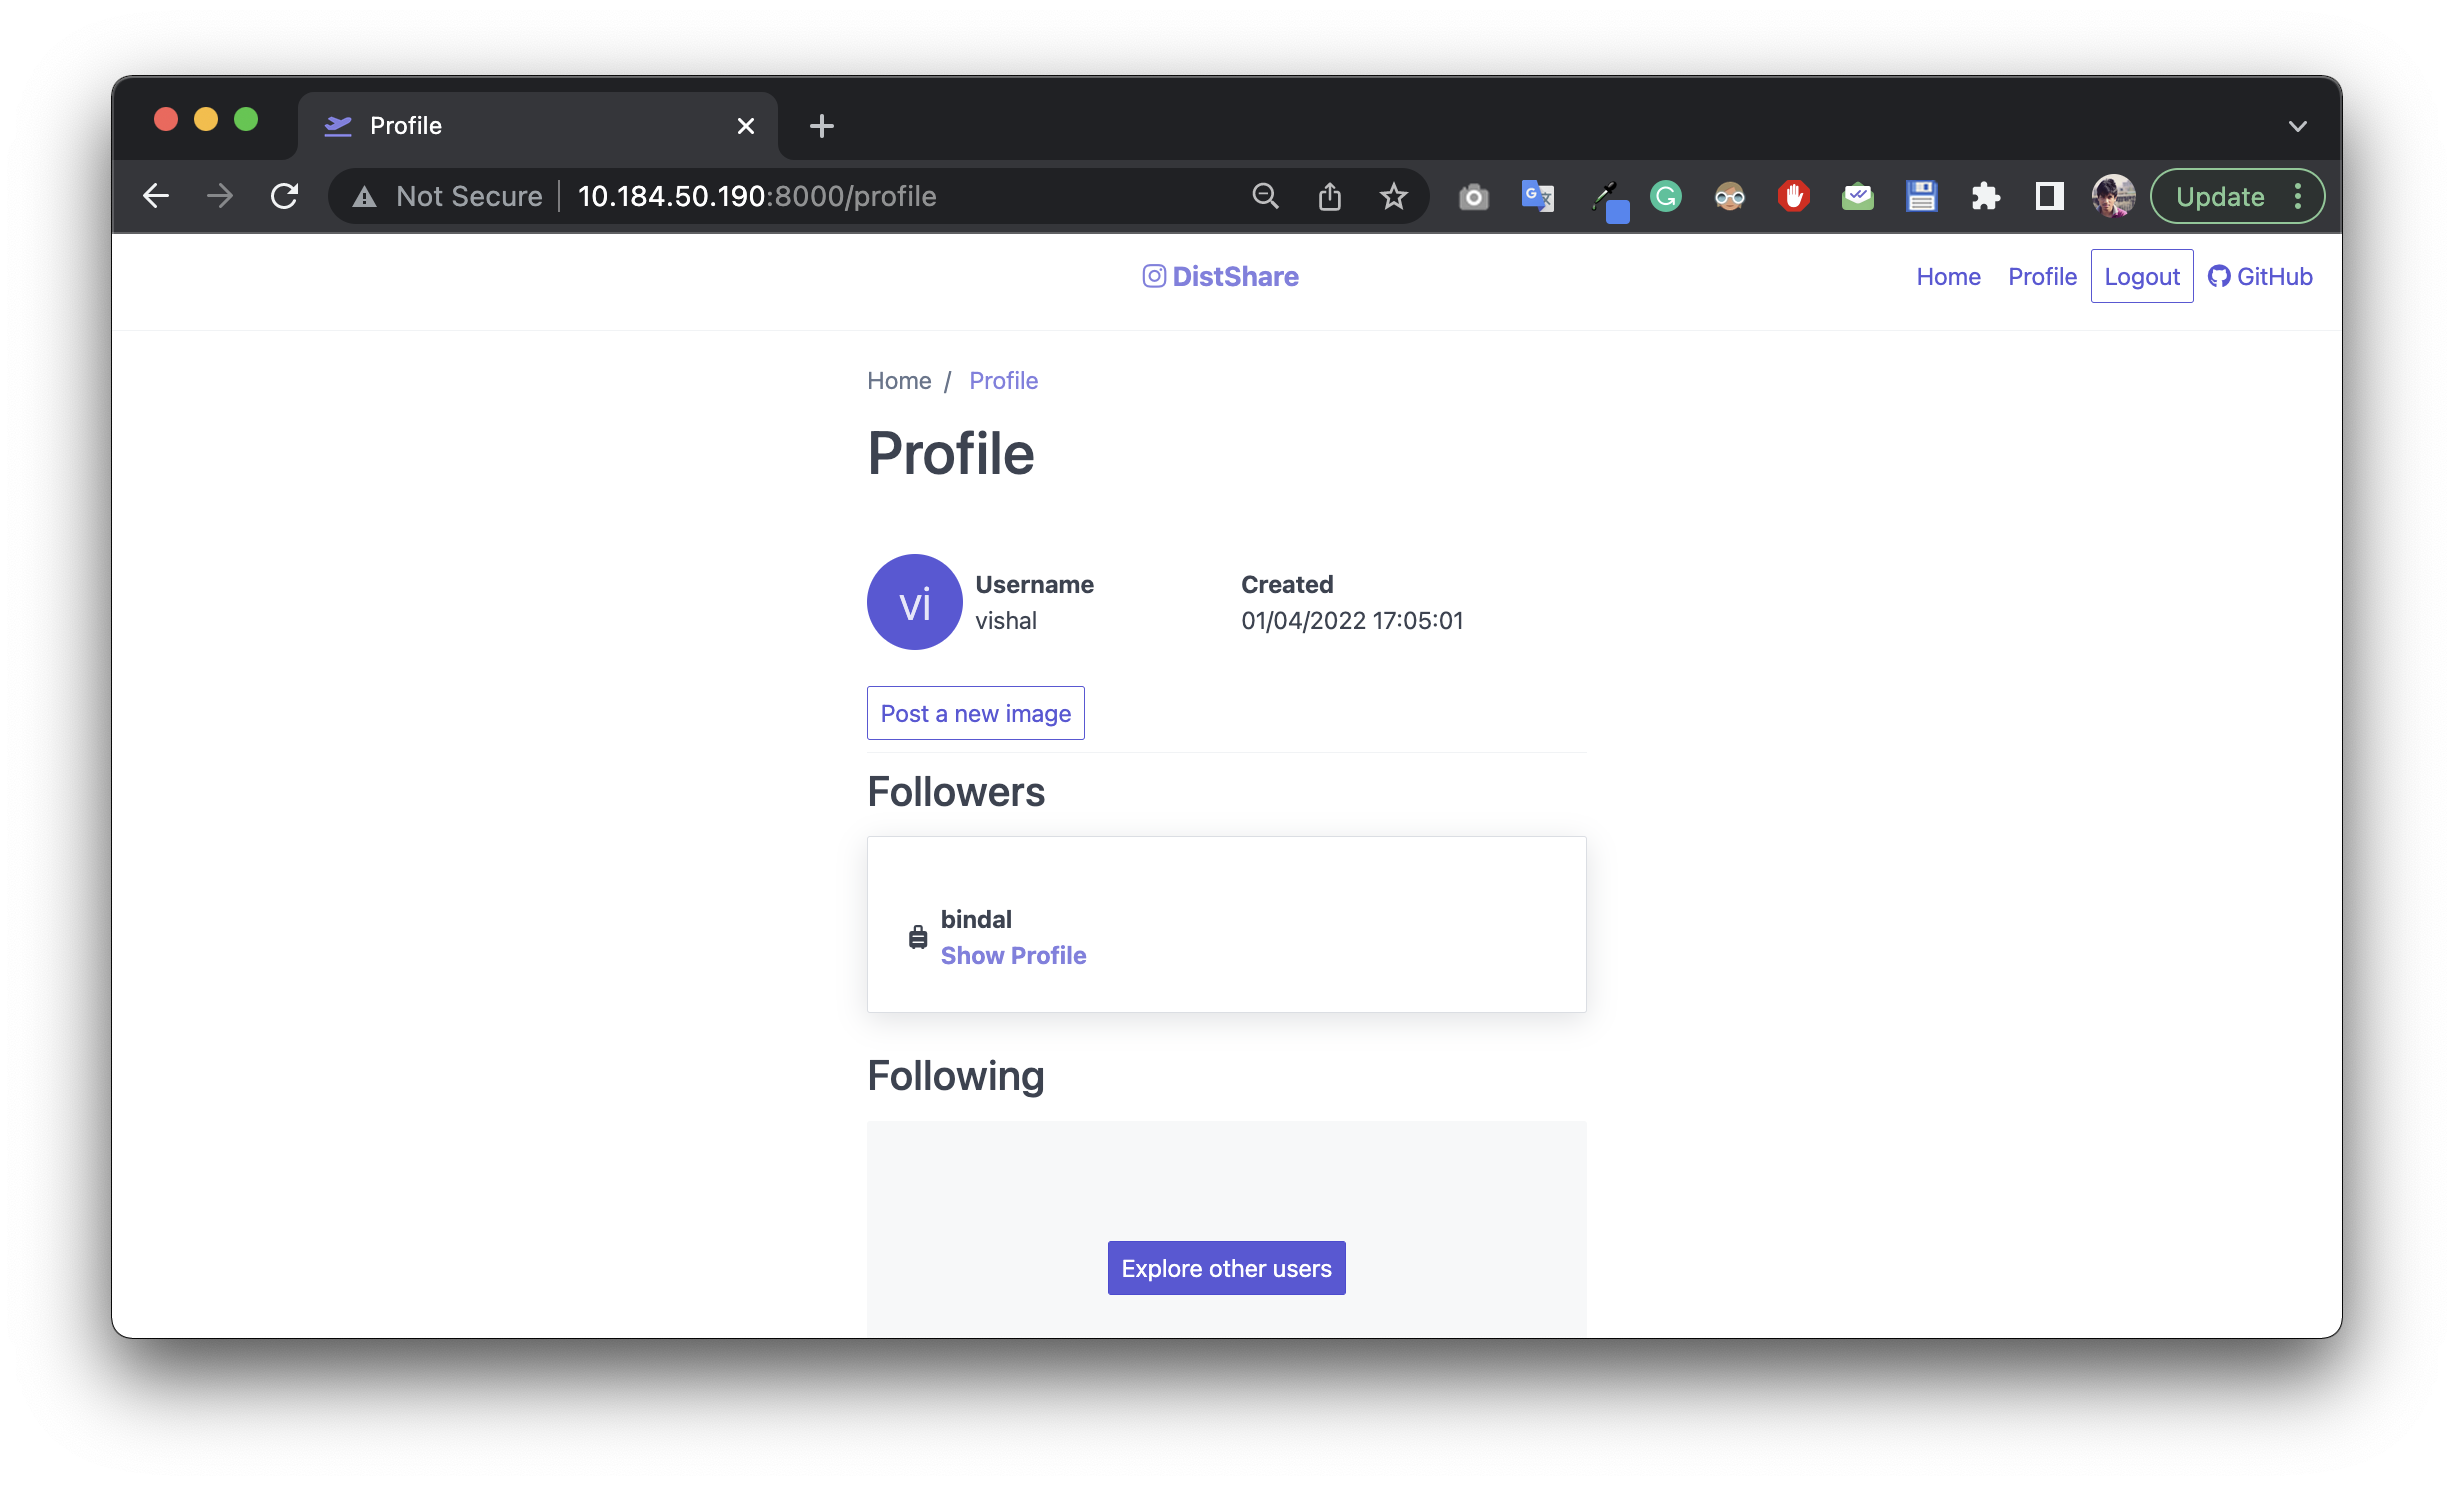 Profile
Not Secure 10.184.50.190:8000/profile
Update
DistShare
Home Profile Logout GitHub
Home / Profile
Profile
vi
Username
vishal
Created
01/04/2022 17:05:01
Post a new image
Followers
bindal
Show Profile
Following
Explore other users